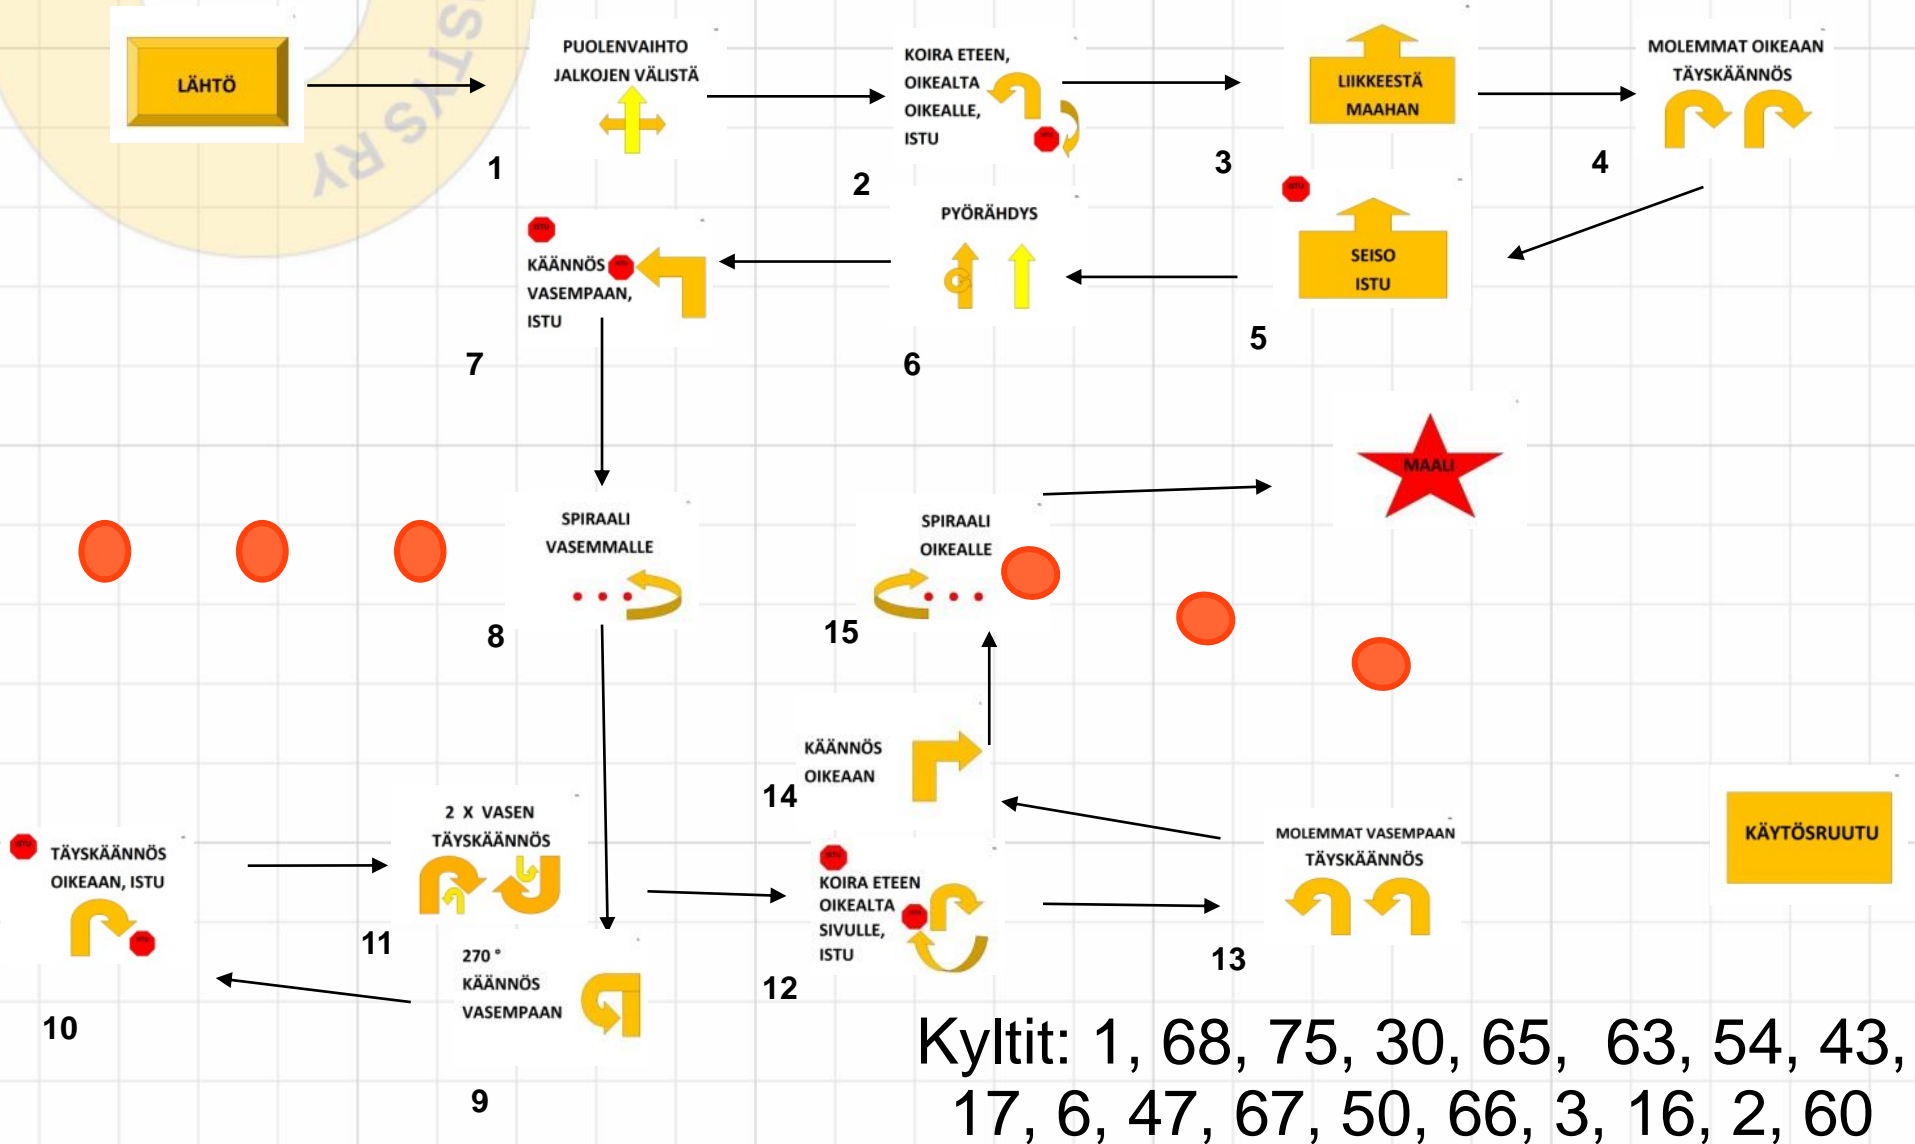 STYS RY
LÄHTÖ
1
PUOLENVAIHTO
JALKOJEN VÄLISTÄ
2
KOIRA ETEEN,
OIKEALTA
OIKEALLE,
ISTU
3
LIIKKEESTÄ
MAAHAN
4
MOLEMMAT OIKEAAN
TÄYSKÄÄNNÖS
5
ISTU
SEISO
ISTU
6
PYÖRÄHDYS
7
KÄÄNNÖS
VASEMPAAN,
ISTU
8
SPIRAALI
VASEMMALLE
9
270 °
KÄÄNNÖS
VASEMPAAN
10
TÄYSKÄÄNNÖS
OIKEAAN, ISTU
11
2 X VASEN
TÄYSKÄÄNNÖS
12
KOIRA ETEEN
OIKEALTA
SIVULLE,
ISTU
13
MOLEMMAT VASEMPAAN
TÄYSKÄÄNNÖS
14
KÄÄNNÖS
OIKEAAN
15
SPIRAALI
OIKEALLE
MAALI
KÄYTÖSRUUTU
Kyltit: 1, 68, 75, 30, 65, 63, 54, 43,
17, 6, 47, 67, 50, 66, 3, 16, 2, 60